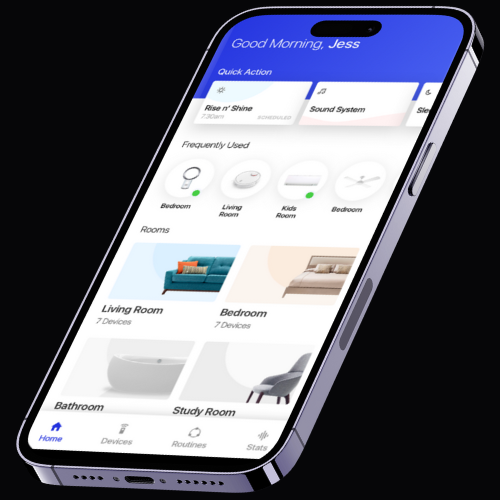 Good Morning, Jess
Quick Action
Rise n' Shine
7:30am
SCHEDULED
Sound System
Frequently Used
Bedroom
Living
Room
Kids
Room
Bedroom
Rooms
Living Room
7 Devices
Bedroom
7 Devices
Bathroom
Study Room
Home
Devices
Routines
Stats